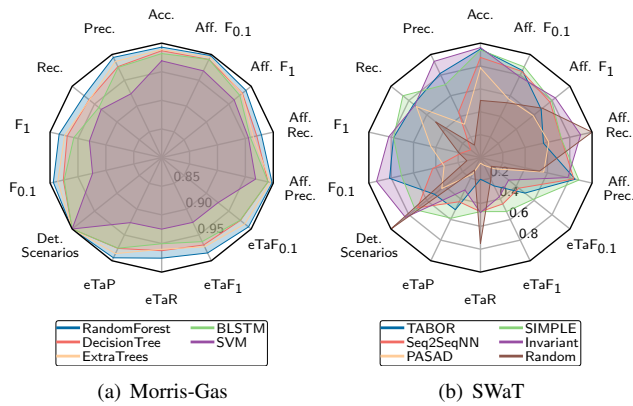 Acc.
Aff. F0.1
Aff. F1
Aff. Rec.
Aff. Prec.
eTaF0.1
eTaF1
eTaR
eTaP
Det. Scenarios
F0.1
F1
Rec.
Prec.
0.85
0.90
0.95
RandomForest
DecisionTree
ExtraTrees
BLSTM
SVM
(a) Morris-Gas
Acc.
Aff. F0.1
Aff. F1
Aff. Rec.
Aff. Prec.
eTaF0.1
eTaF1
eTaR
eTaP
Det. Scenarios
F0.1
F1
Rec.
Prec.
0.2
0.4
0.6
0.8
TABOR
Seq2SeqNN
PASAD
SIMPLE
Invariant
Random
(b) SWaT